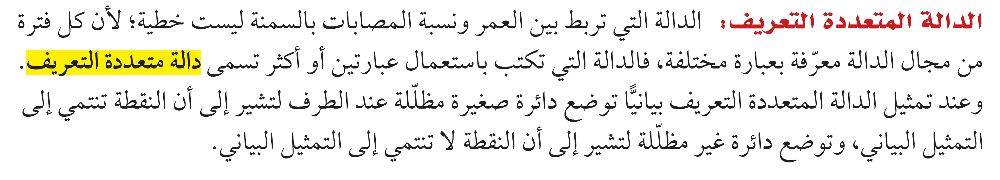 الدالة المتعددة التعريف: الدالة التي تربط بين العمر ونسبة المصابات بالسمنة ليست خطية؛ لأن كل فترة
من مجال الدالة معرّفة بعبارة مختلفة، فالدالة التي تكتب باستعمال عبارتين أو أكثر تسمى دالة متعددة التعريف.
وعند تمثيل الدالة المتعددة التعريف بيانيًّا توضع دائرة صغيرة مظلّلة عند الطرف لتشير إلى أن النقطة تنتمي إلى
التمثيل البياني، وتوضع دائرة غير مظلّلة لتشير إلى أن النقطة لا تنتمي إلى التمثيل البياني.